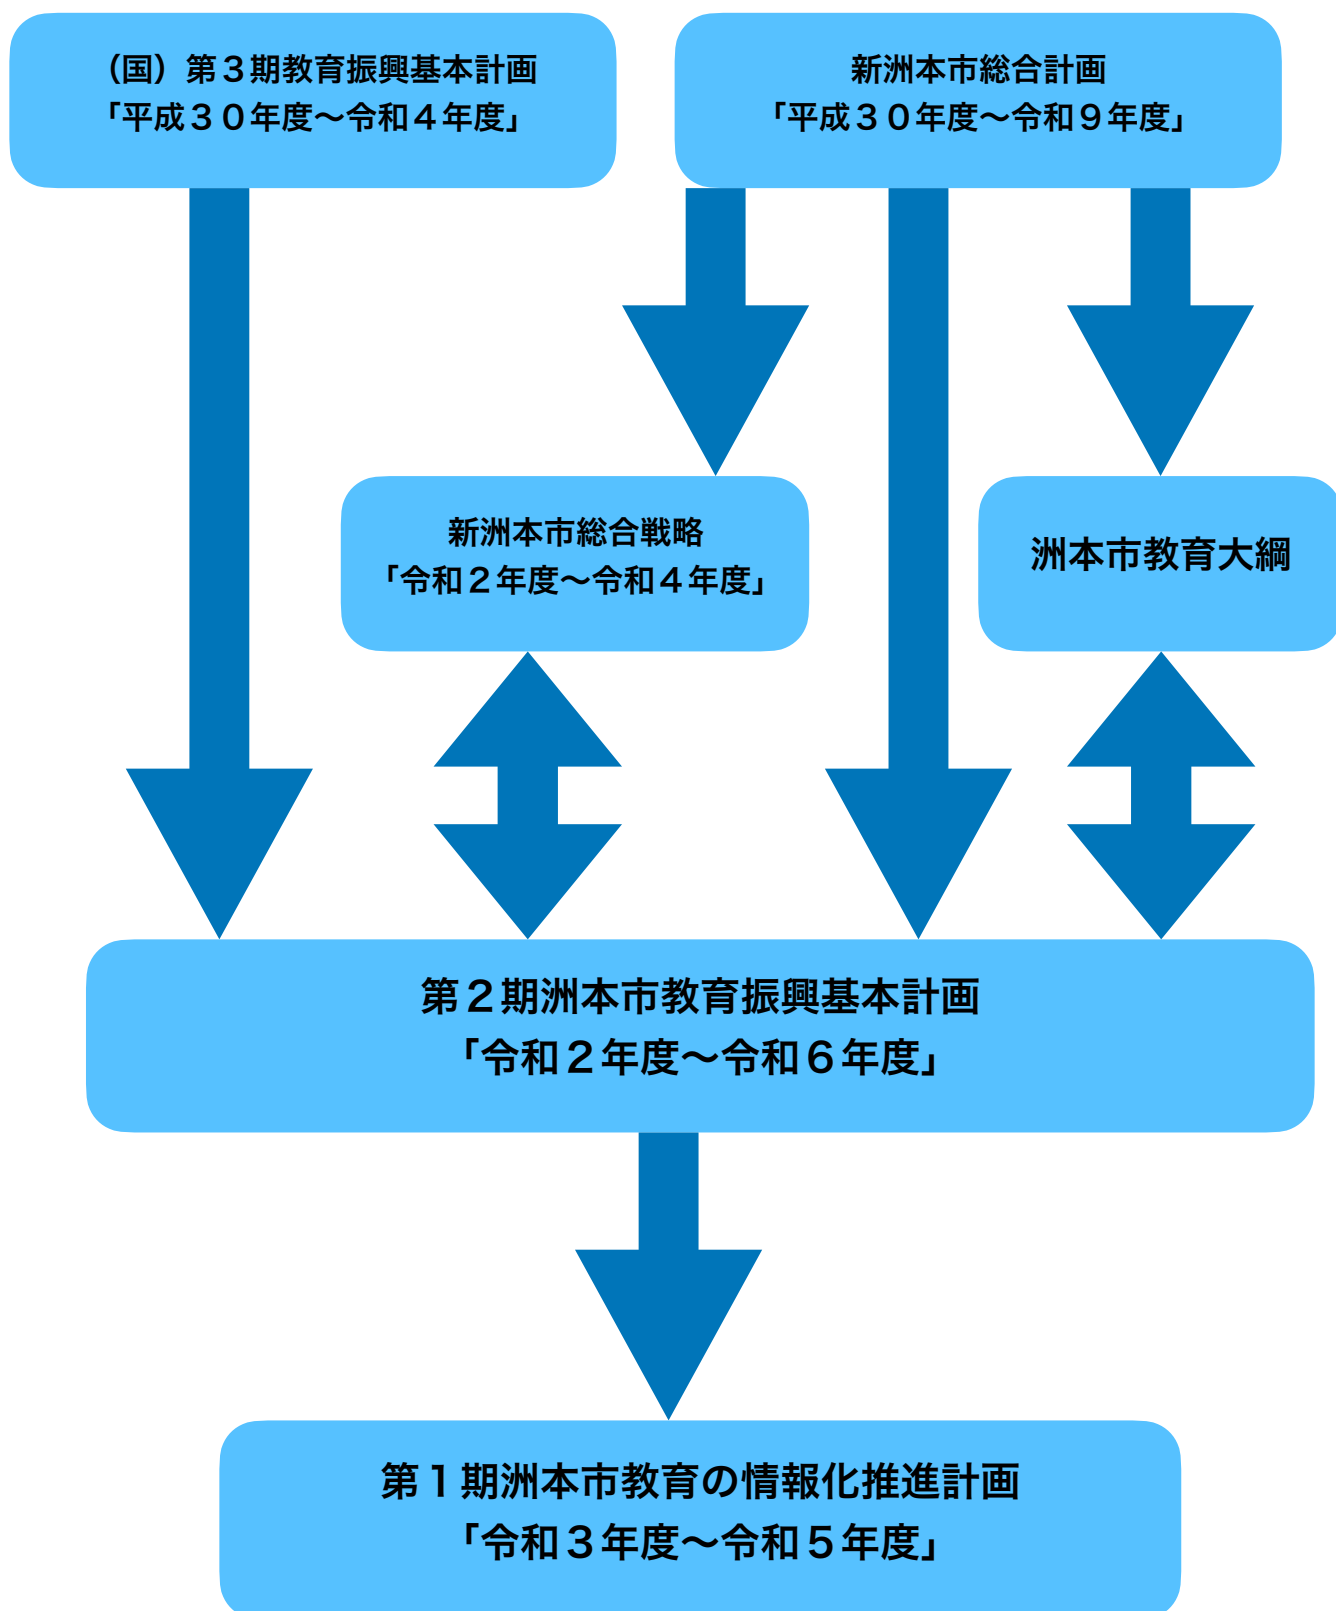 （国）第３期教育振興基本計画
「平成３０年度〜令和４年度」
新洲本市総合計画
「平成３０年度〜令和９年度」
新洲本市総合戦略
「令和２年度〜令和４年度」
洲本市教育大綱
第２期洲本市教育振興基本計画
「令和２年度〜令和６年度」
第１期洲本市教育の情報化推進計画
「令和３年度〜令和５年度」